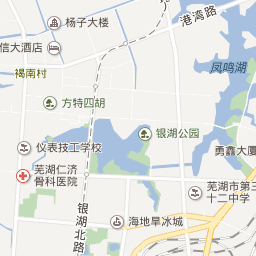 杨子大楼
港湾路
信大酒店
凤鸣湖
褐南村
方特四胡
银湖公园
仪表技工学校
勇鑫大厦
芜湖仁济
骨科医院
芜湖市第三
十二中学
银湖北路
海地旱冰城